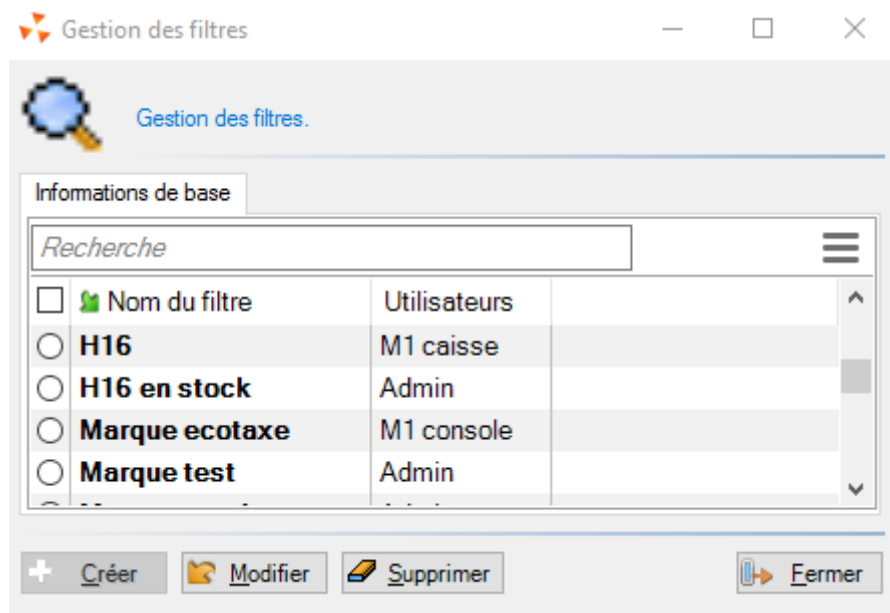 Gestion des filtres
Gestion des filtres.
Informations de base
Recherche
Nom du filtre Utilisateurs
H16 M1 caisse
H16 en stock Admin
Marque ecotaxe M1 console
Marque test Admin
Créer Modifier Supprimer Fermer